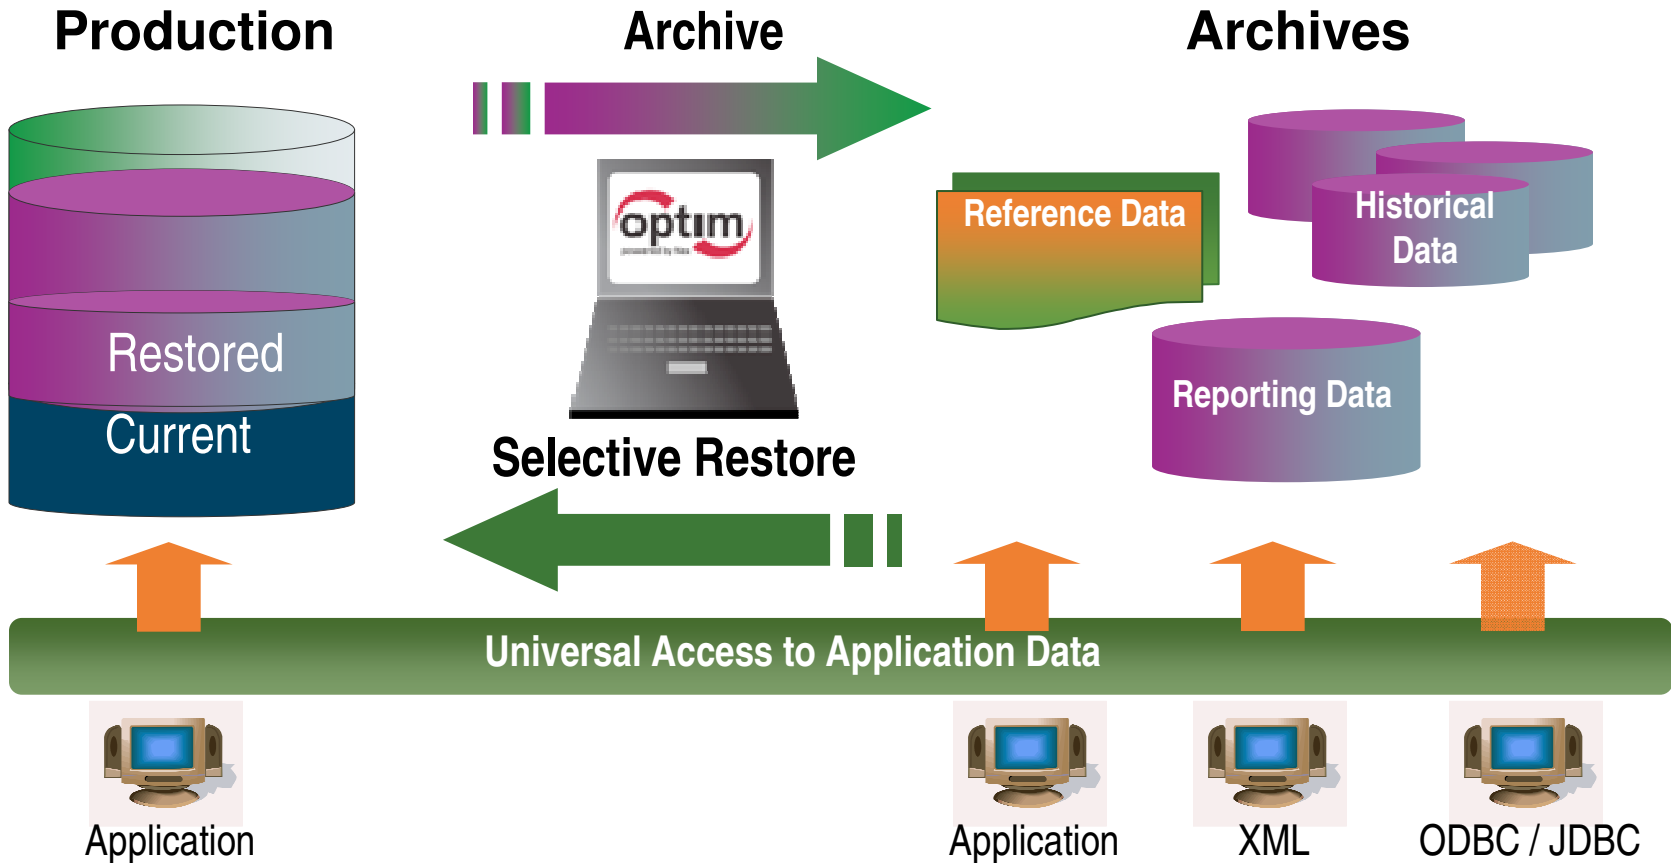 Production
Archive
Archives
optim
Reference Data
Historical
Data
Restored
Current
Reporting Data
Selective Restore
Universal Access to Application Data
Application
Application
XML
ODBC / JDBC